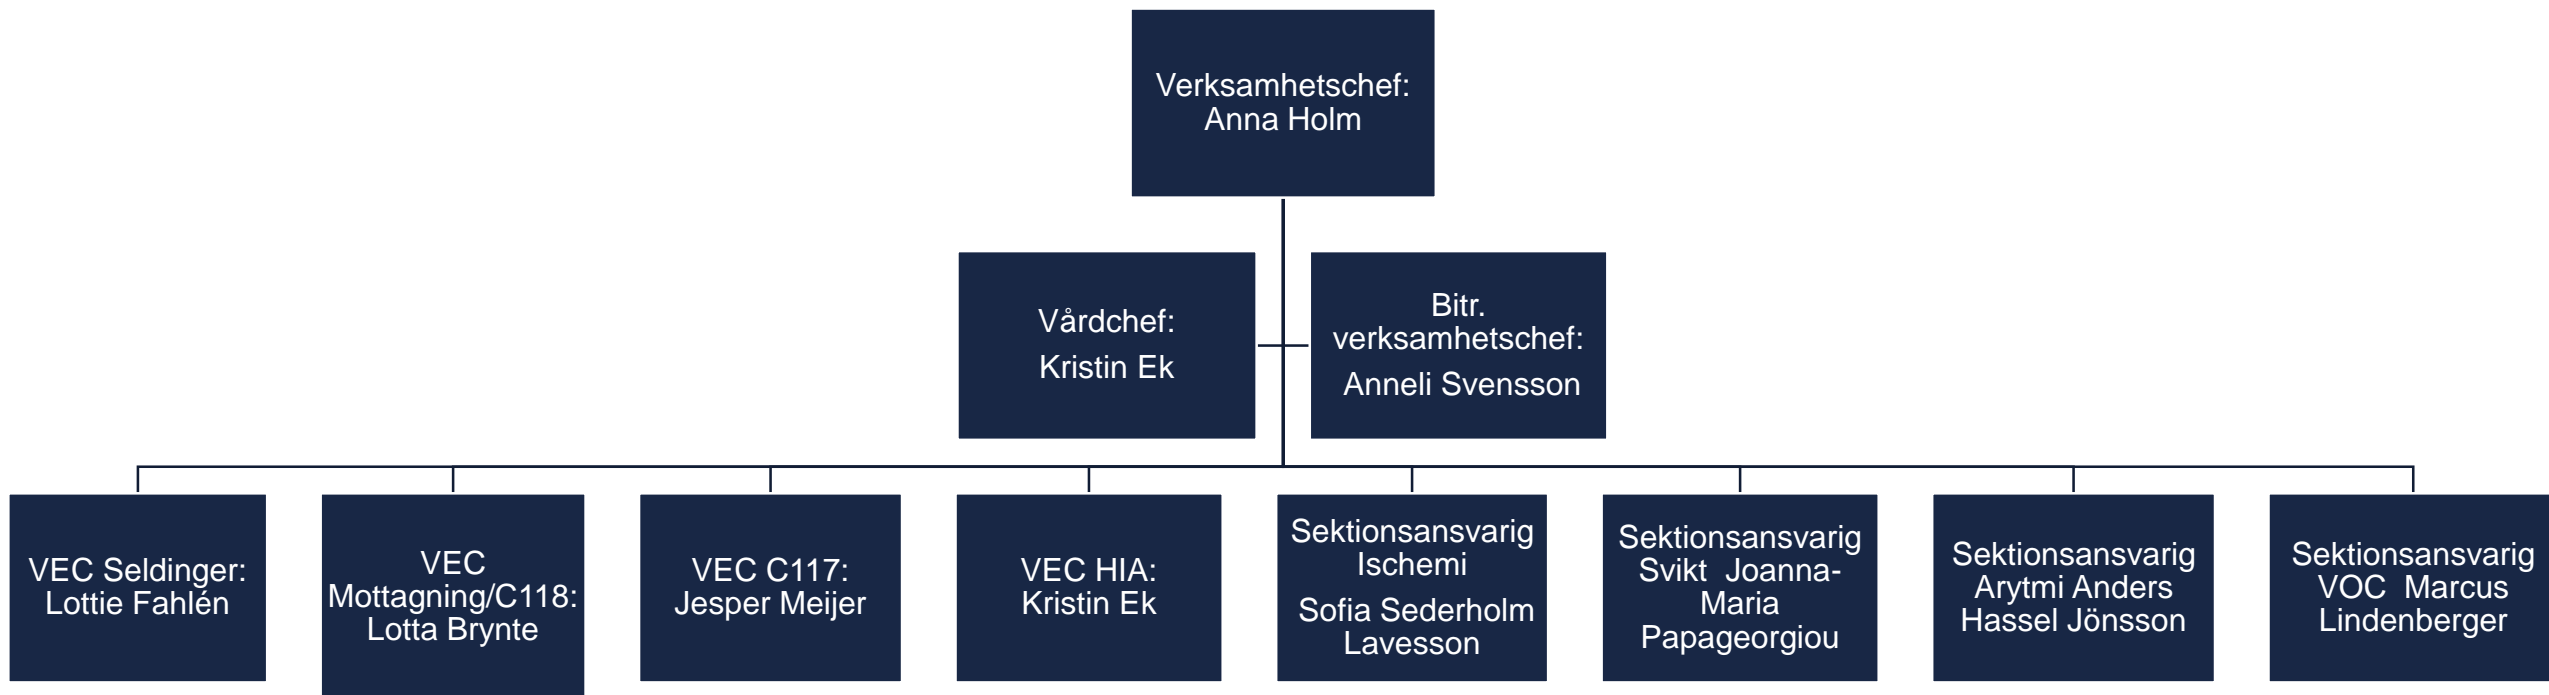 Verksamhetschef:
Anna Holm
Vårdchef:
Kristin Ek
Bitr.
verksamhetschef:
Anneli Svensson
VEC Seldinger:
Lottie Fahlén
VEC
Mottagning/C118:
Lotta Brynte
VEC C117:
Jesper Meijer
VEC HIA:
Kristin Ek
Sektionsansvarig
Ischemi
Sofia Sederholm
Lavesson
Sektionsansvarig
Svikt  Joanna-
Maria
Papageorgiou
Sektionsansvarig
Arytmi Anders
Hassel Jönsson
Sektionsansvarig
VOC  Marcus
Lindenberger